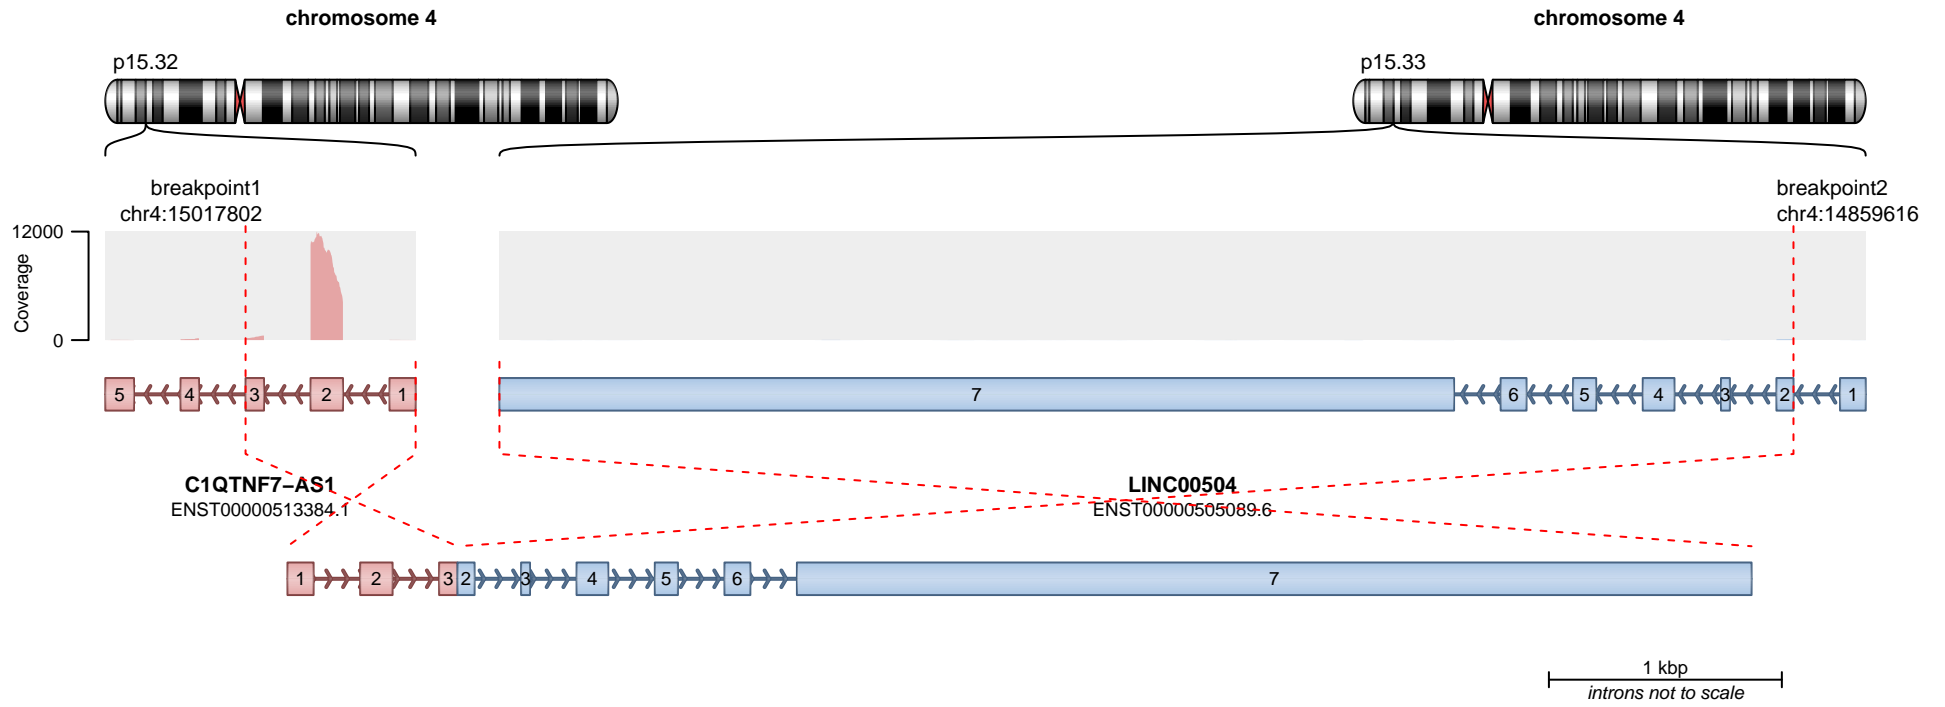 chromosome 4
chromosome 4
p15.32
p15.33
breakpoint1
chr4:15017802
breakpoint2
chr4:14859616
12000
Coverage
0
5 4 3 2 1
7 6 5 4 3 2 1
C1QTNF7−AS1
ENST00000513384.1
LINC00504
ENST00000505089.6
1 2 3 2 3 4 5 6 7
1 kbp
introns not to scale